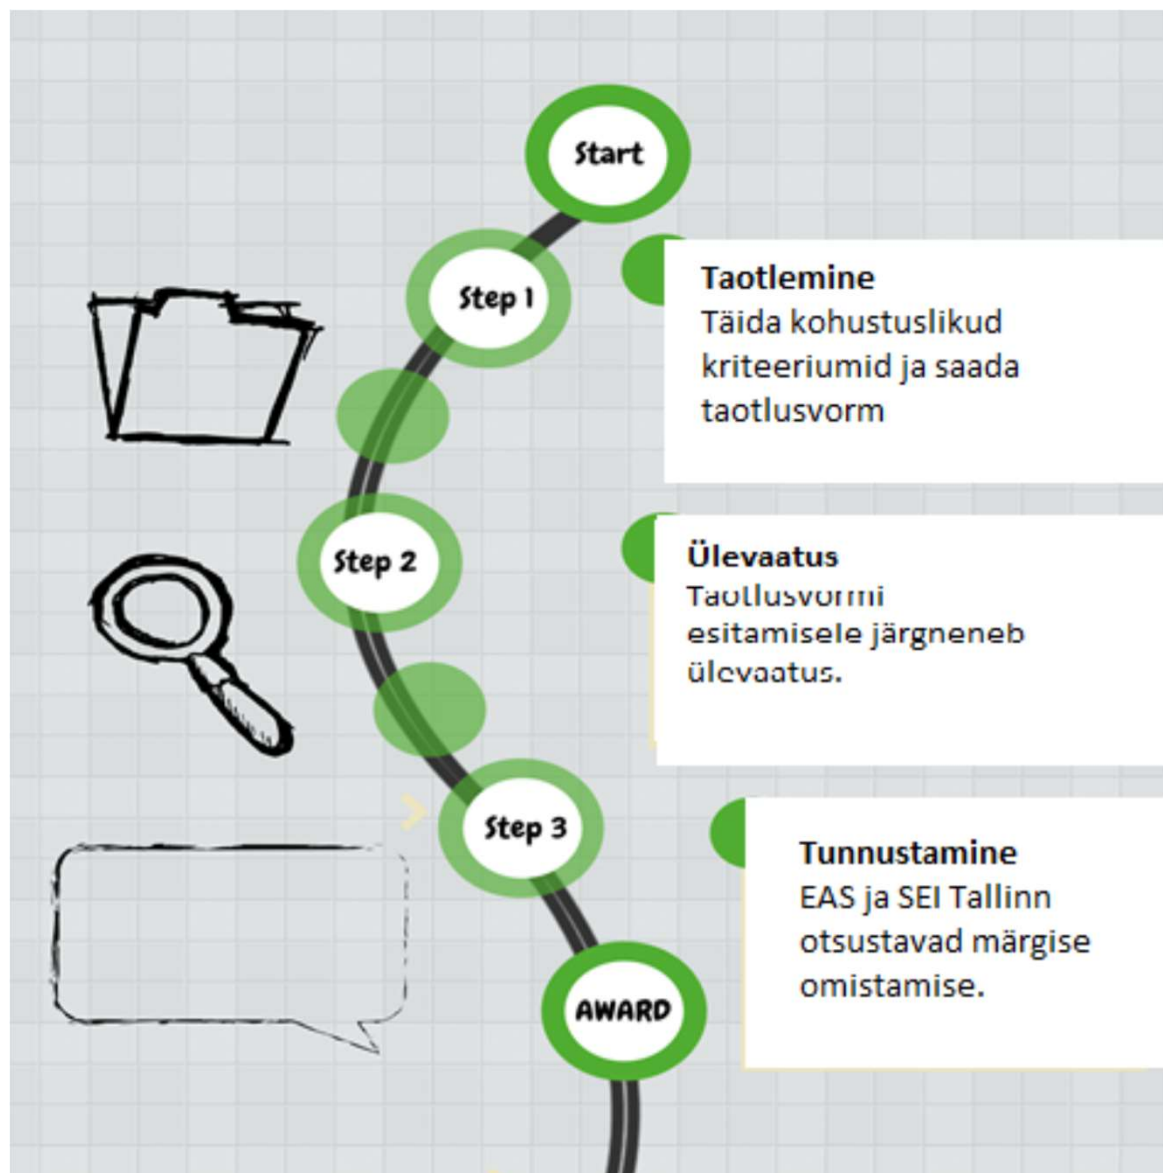 Start
Step 1
Taotlemine
Täida kohustuslikud
kriteeriumid ja saada
taotlusvorm
Step 2
Ülevaatus
Taotlusvormi
esitamisele järgneneb
ülevaatus.
Step 3
Tunnustamine
EAS ja SEI Tallinn
otsustavad märgise
omistamise.
AWARD